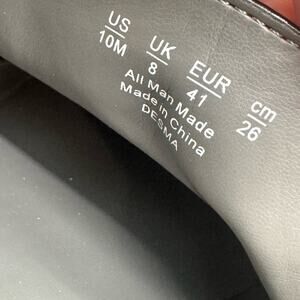 US UK EUR cm
10M 8 41 26
All Man Made
Made in China
DESMA